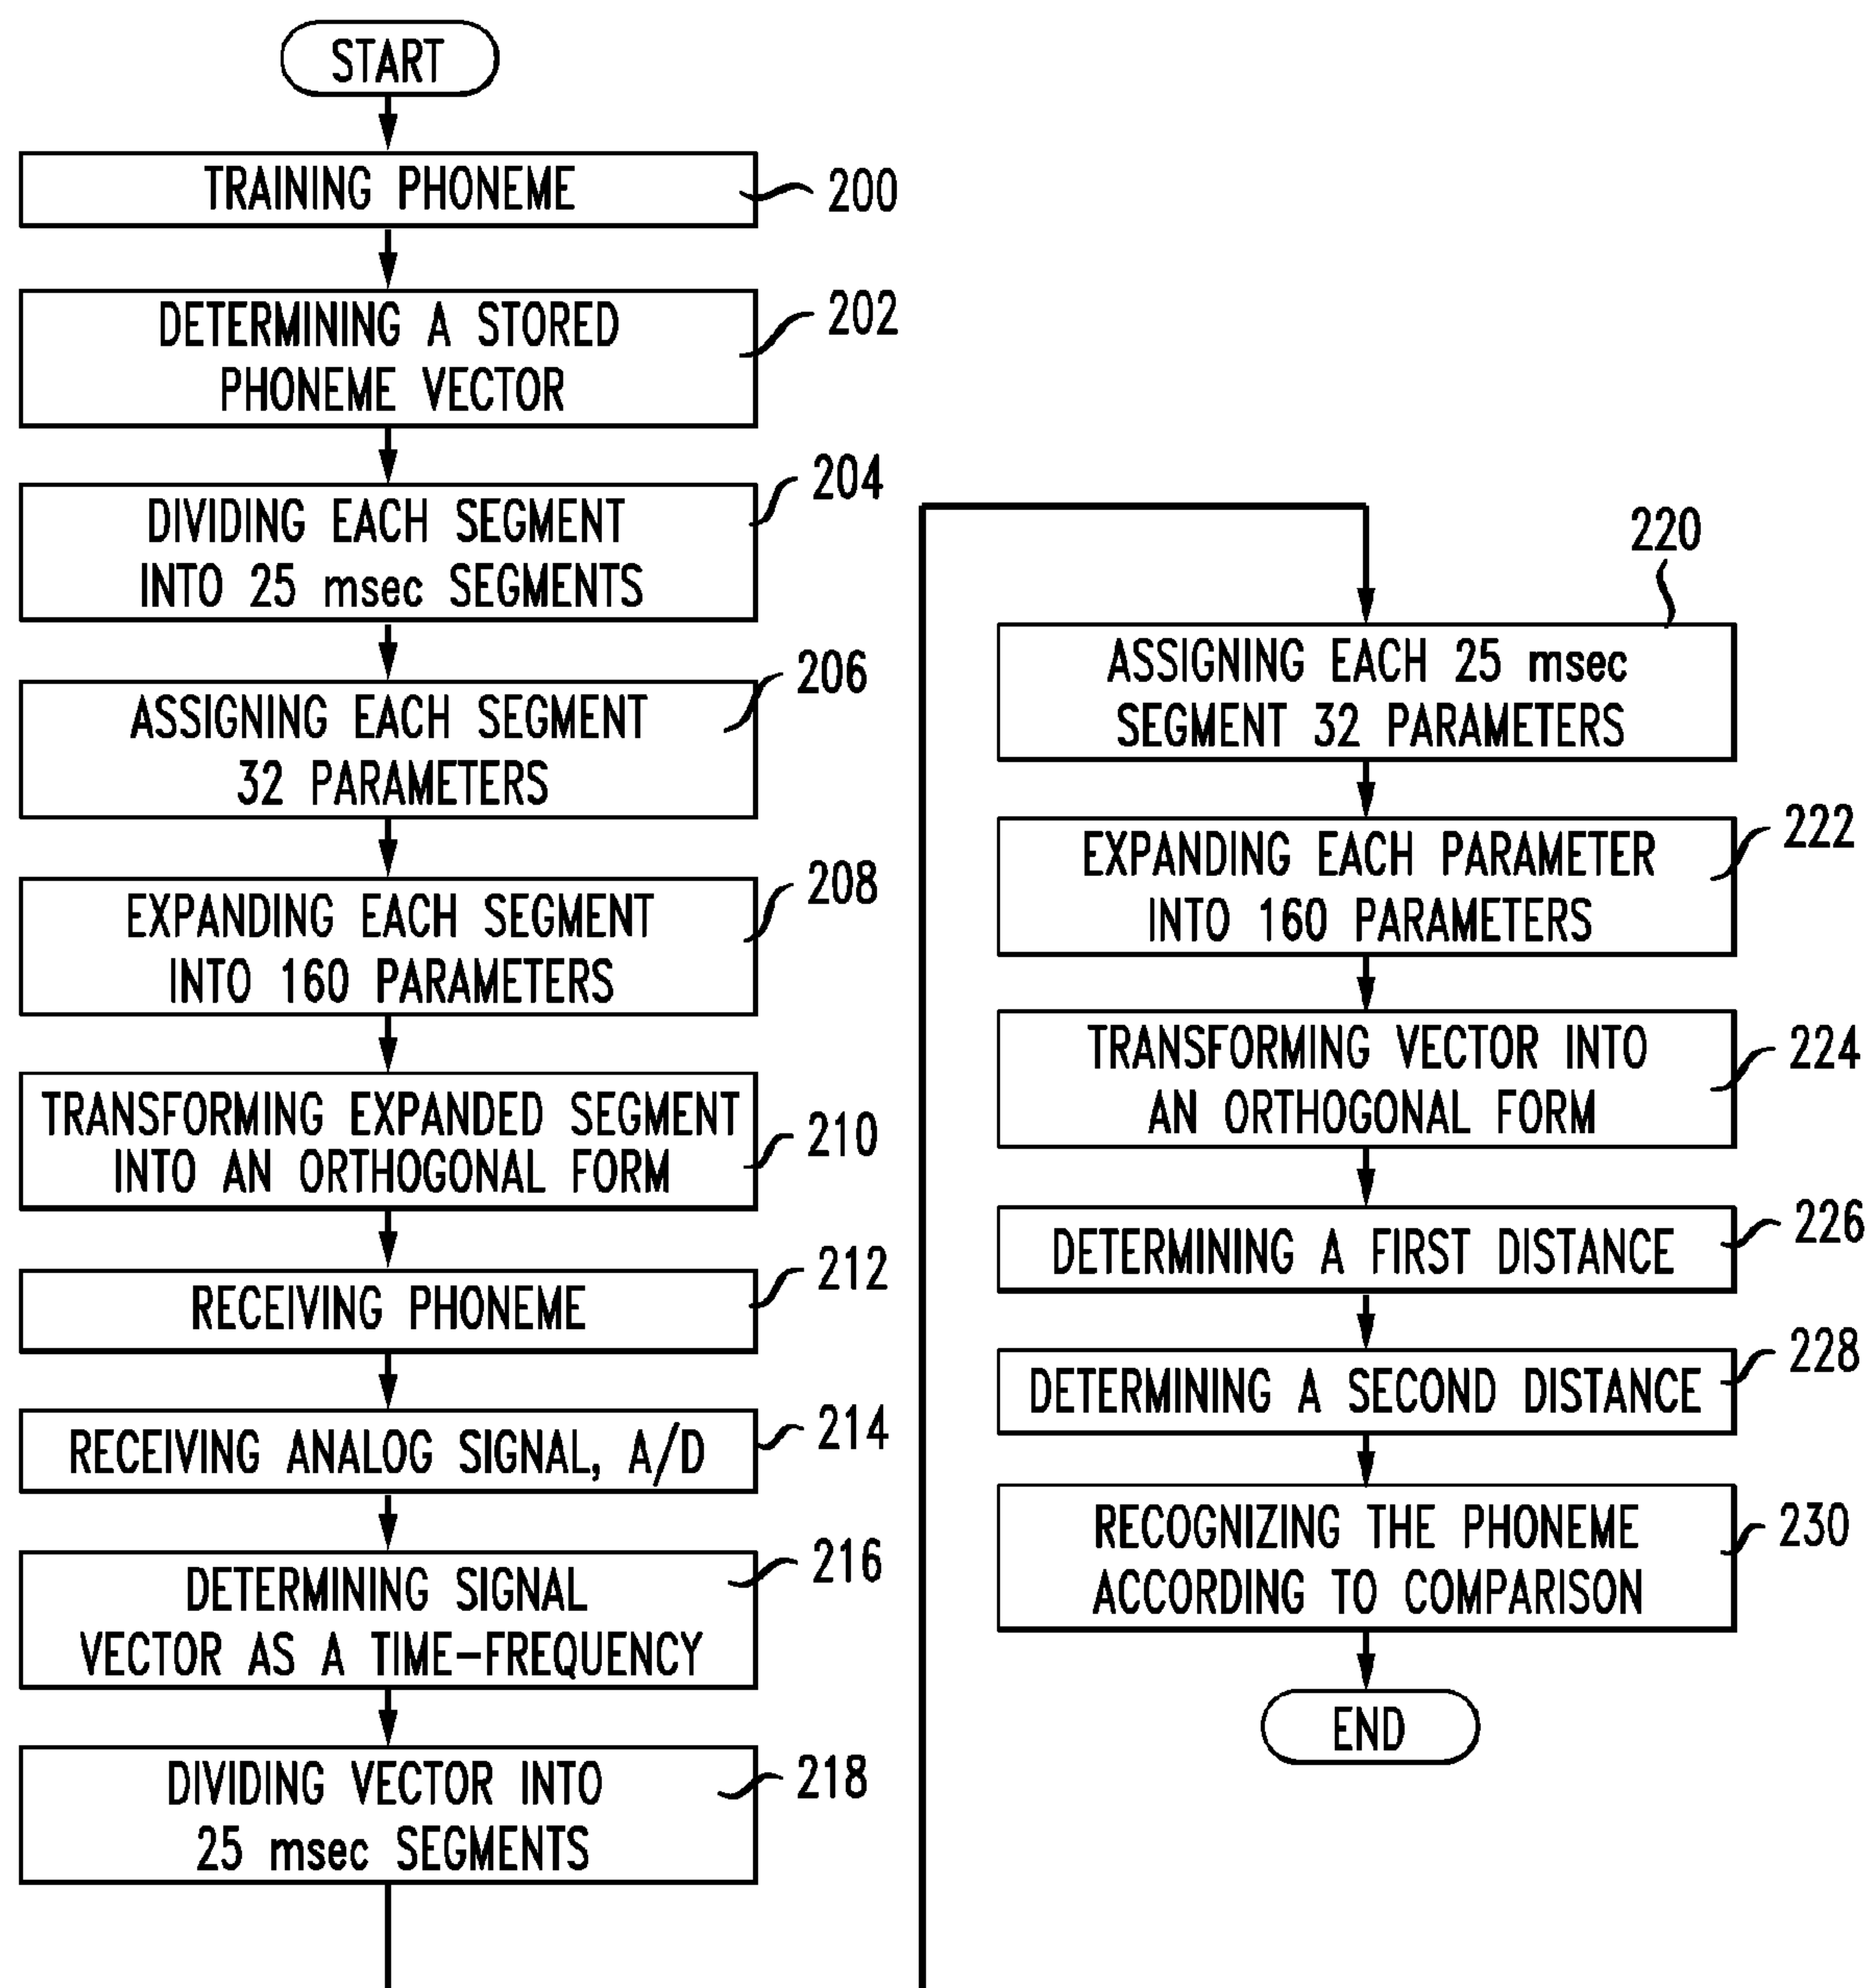 START
TRAINING PHONEME
200
DETERMINING A STORED
PHONEME VECTOR
202
DIVIDING EACH SEGMENT
INTO 25 msec SEGMENTS
204
ASSIGNING EACH SEGMENT
32 PARAMETERS
206
EXPANDING EACH SEGMENT
INTO 160 PARAMETERS
208
TRANSFORMING EXPANDED SEGMENT
INTO AN ORTHOGONAL FORM
210
RECEIVING PHONEME
212
RECEIVING ANALOG SIGNAL, A/D
214
DETERMINING SIGNAL
VECTOR AS A TIME-FREQUENCY
216
DIVIDING VECTOR INTO
25 msec SEGMENTS
218
220
ASSIGNING EACH 25 msec
SEGMENT 32 PARAMETERS
EXPANDING EACH PARAMETER
INTO 160 PARAMETERS
222
TRANSFORMING VECTOR INTO
AN ORTHOGONAL FORM
224
DETERMINING A FIRST DISTANCE
226
DETERMINING A SECOND DISTANCE
228
RECOGNIZING THE PHONEME
ACCORDING TO COMPARISON
230
END